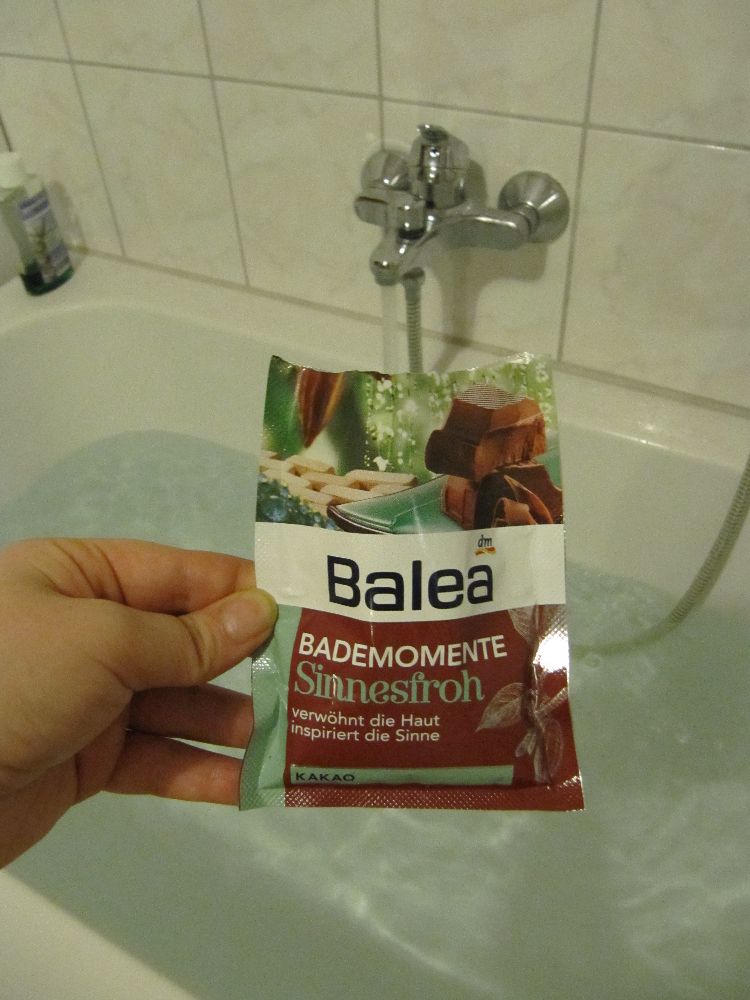 dm
Balea
BADEMOMENTE
Sinnesfroh
verwöhnt die Haut
inspiriert die Sinne
KAKAO